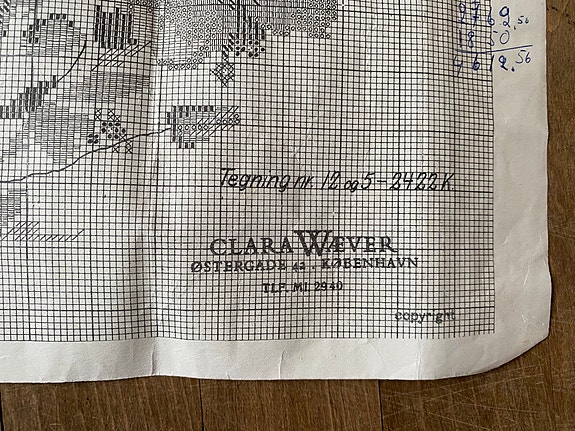 Tegning nr. 12 og 5 - 2422 K.
CLARA WÆVER
ØSTERGADE 42 . KØBENHAVN
TLF. MI. 2940
copyright